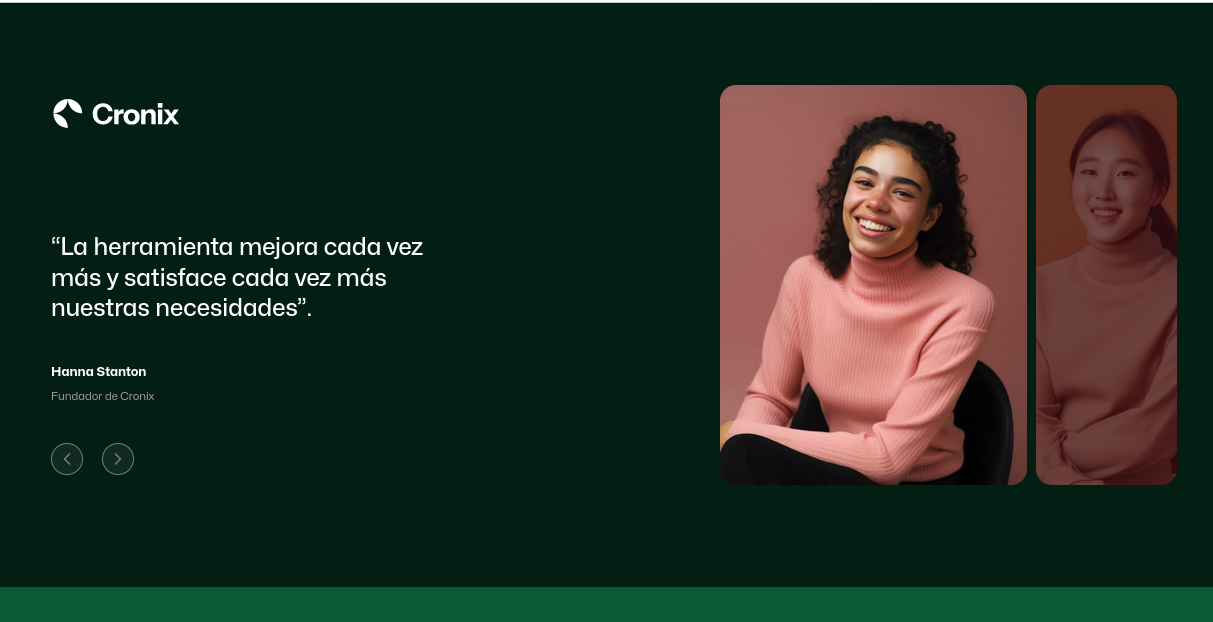 Cronix
“La herramienta mejora cada vez
más y satisface cada vez más
nuestras necesidades”.
Hanna Stanton
Fundador de Cronix